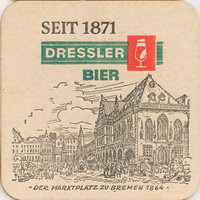 SEIT 1871
DRESSLER
BIER
- DER MARKTPLATZ ZU BREMEN 1864 -